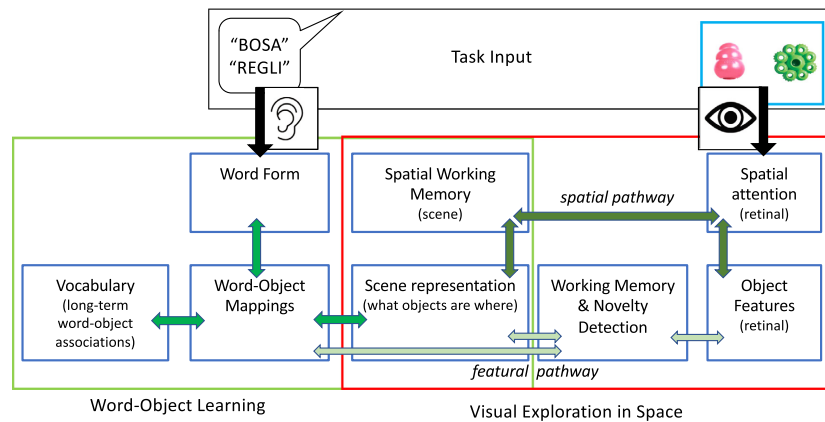 “BOSA”
“REGLI”
Task Input
Word Form
Spatial Working
Memory
(scene)
spatial pathway
Spatial
attention
(retinal)
Vocabulary
(long-term
word-object
associations)
Word-Object
Mappings
Scene representation
(what objects are where)
Working Memory
& Novelty
Detection
Object
Features
(retinal)
featural pathway
Word-Object Learning
Visual Exploration in Space